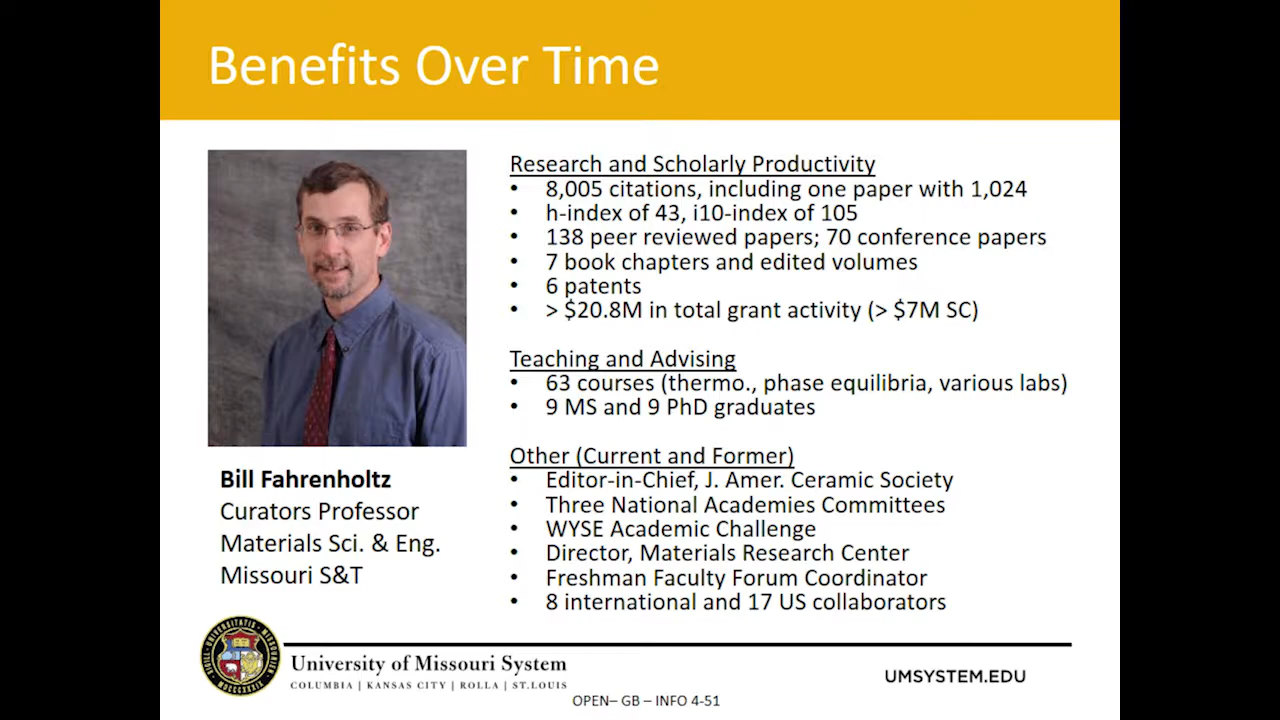 Benefits Over Time
Bill Fahrenholtz
Curators Professor
Materials Sci. & Eng.
Missouri S&T
Research and Scholarly Productivity
• 8,005 citations, including one paper with 1,024
• h-index of 43, i10-index of 105
• 138 peer reviewed papers; 70 conference papers
• 7 book chapters and edited volumes
• 6 patents
• > $20.8M in total grant activity (> $7M SC)
Teaching and Advising
• 63 courses (thermo., phase equilibria, various labs)
• 9 MS and 9 PhD graduates
Other (Current and Former)
• Editor-in-Chief, J. Amer. Ceramic Society
• Three National Academies Committees
• WYSE Academic Challenge
• Director, Materials Research Center
• Freshman Faculty Forum Coordinator
• 8 international and 17 US collaborators
University of Missouri System
COLUMBIA | KANSAS CITY | ROLLA | ST.LOUIS
UMSYSTEM.EDU
OPEN– GB – INFO 4-51